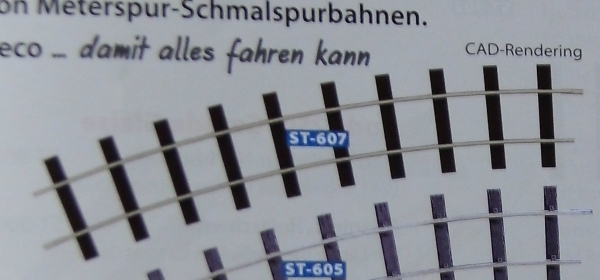 on Meterspur-Schmalspurbahnen.
eco – damit alles fahren kann
CAD-Rendering
ST-607
ST-605